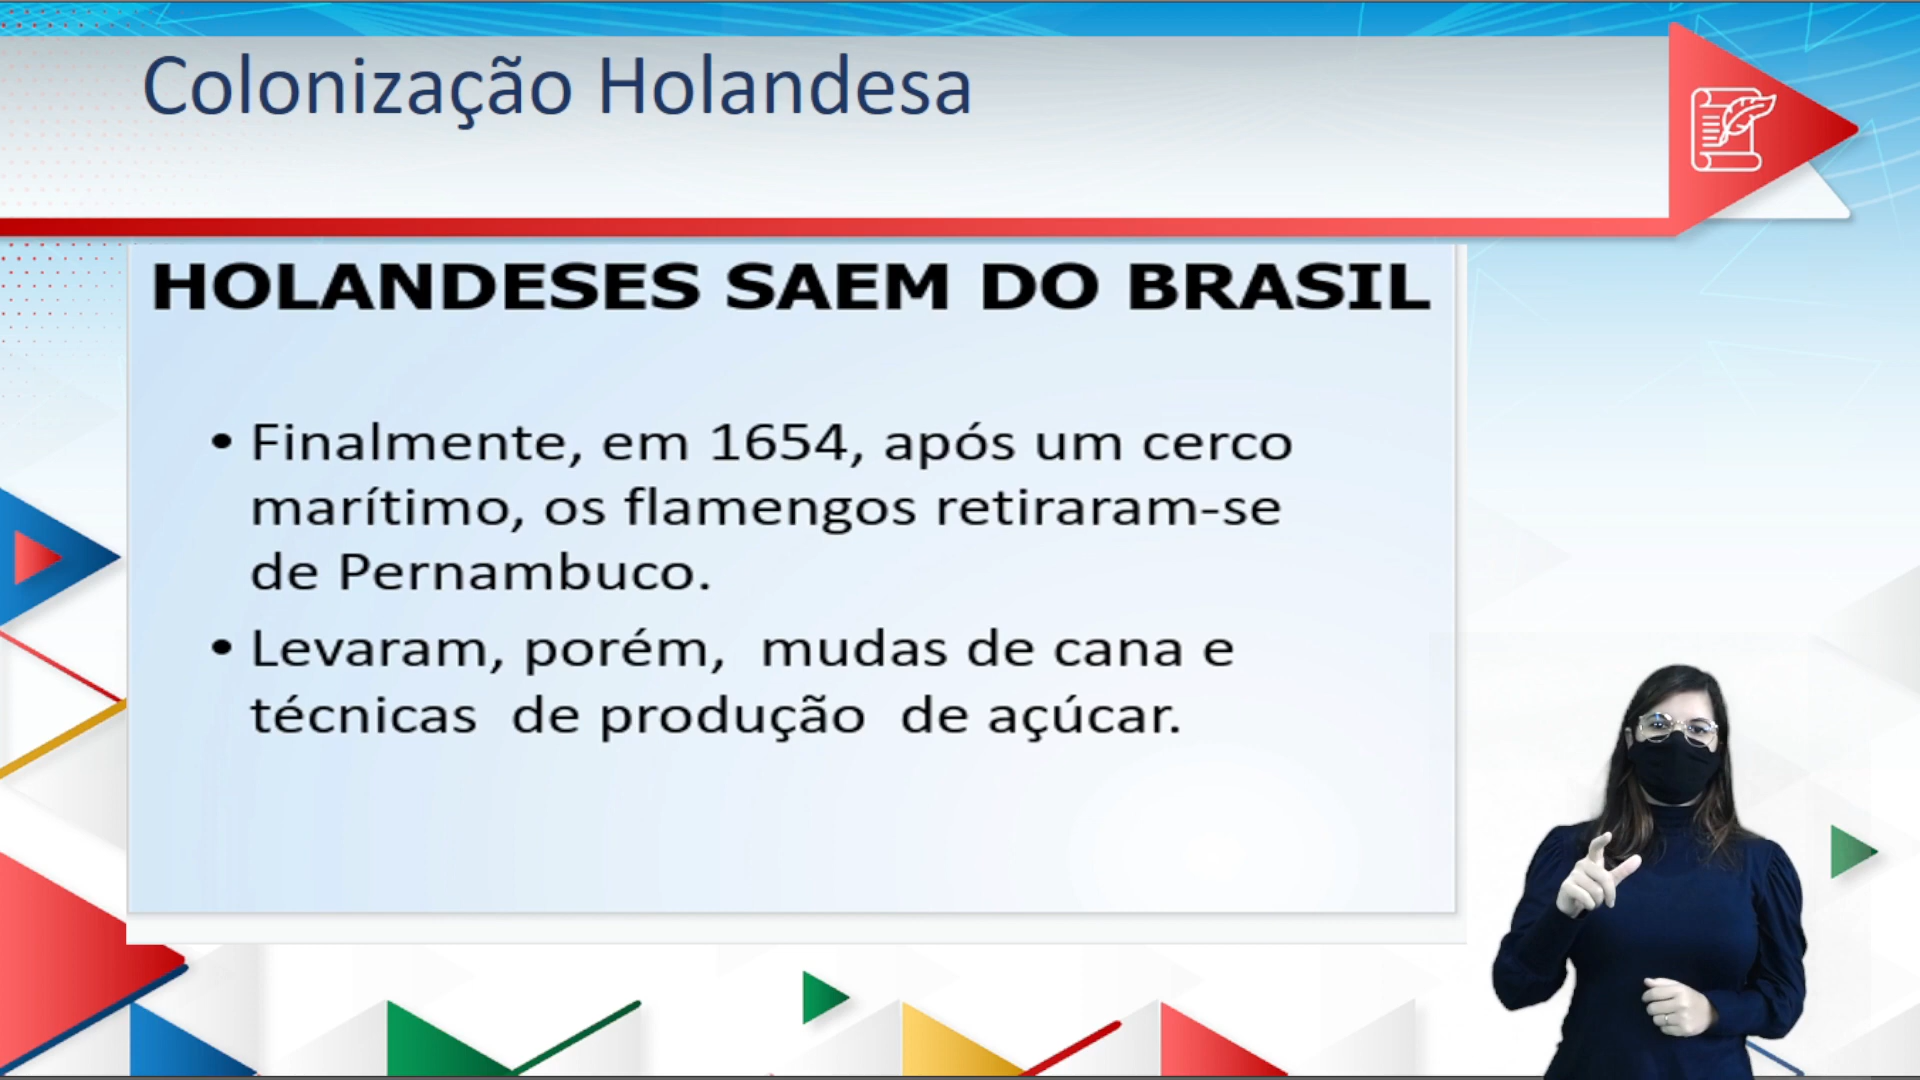 Colonização Holandesa
HOLANDESES SAEM DO BRASIL
• Finalmente, em 1654, após um cerco
marítimo, os flamengos retiraram-se
de Pernambuco.
• Levaram, porém, mudas de cana e
técnicas de produção de açúcar.